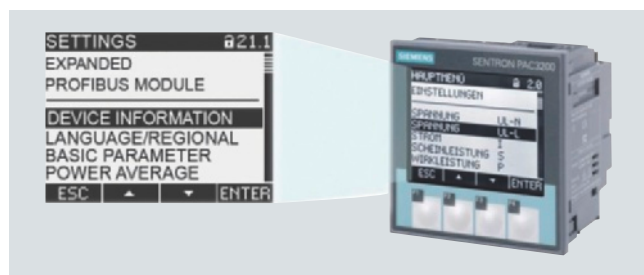 SETTINGS 21.1
EXPANDED
PROFIBUS MODULE
DEVICE INFORMATION
LANGUAGE/REGIONAL
BASIC PARAMETER
POWER AVERAGE
ESC ▲ ▼ ENTER
SIEMENS SENTRON PAC3200
HAUPTMENÜ 2.0
EINSTELLUNGEN
SPANNUNG UL-N
SPANNUNG UL-L
STROM I
SCHEINLEISTUNG S
WIRKLEISTUNG P
ESC ▲ ▼ ENTER